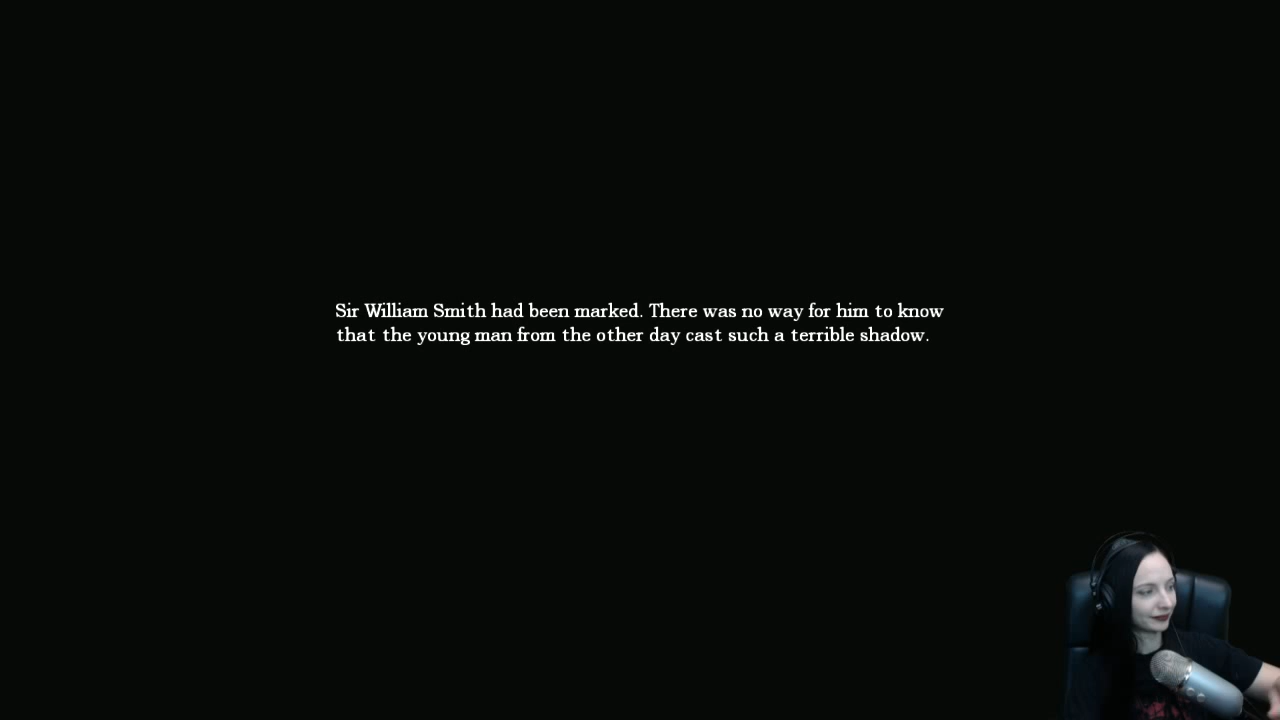 Sir William Smith had been marked. There was no way for him to know
that the young man from the other day cast such a terrible shadow.